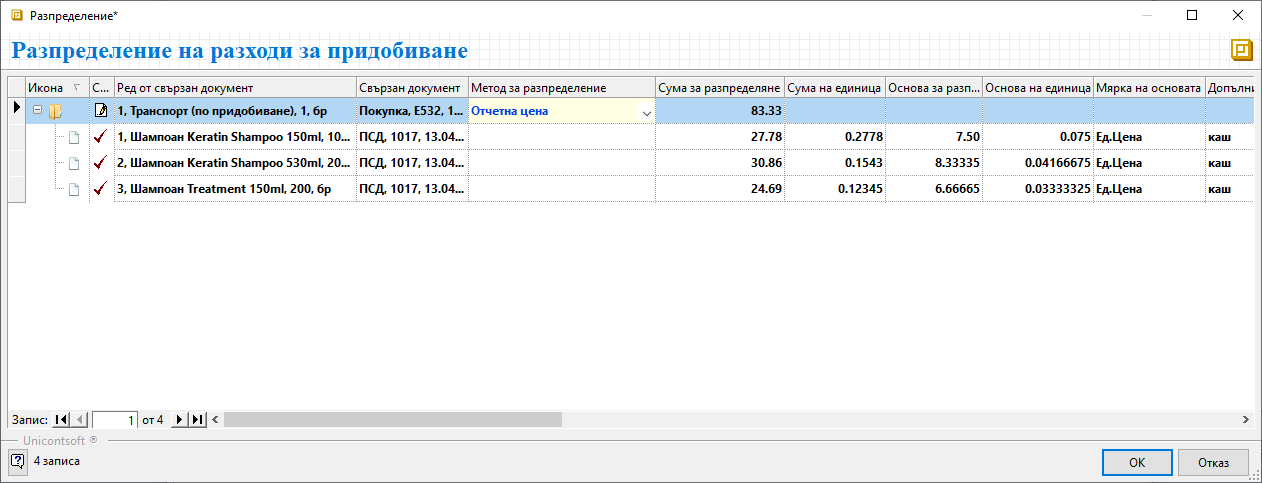 Разпределение*
Разпределение на разходи за придобиване
Икона С... Ред от свързан документ Свързан документ Метод за разпределение Сума за разпределяне Сума на единица Основа за разп... Основа на единица Мярка на основата Допълни
1, Транспорт (по придобиване), 1, бр Покупка, E532, 1... Отчетна цена 83.33
1, Шампоан Keratin Shampoo 150ml, 10... ПСД, 1017, 13.04... 27.78 0.2778 7.50 0.075 Ед.Цена каш
2, Шампоан Keratin Shampoo 530ml, 20... ПСД, 1017, 13.04... 30.86 0.1543 8.33335 0.04166675 Ед.Цена каш
3, Шампоан Treatment 150ml, 200, бр ПСД, 1017, 13.04... 24.69 0.12345 6.66665 0.03333325 Ед.Цена каш
Запис: 1 от 4
Unicontsoft ®
4 записа
ОК Отказ